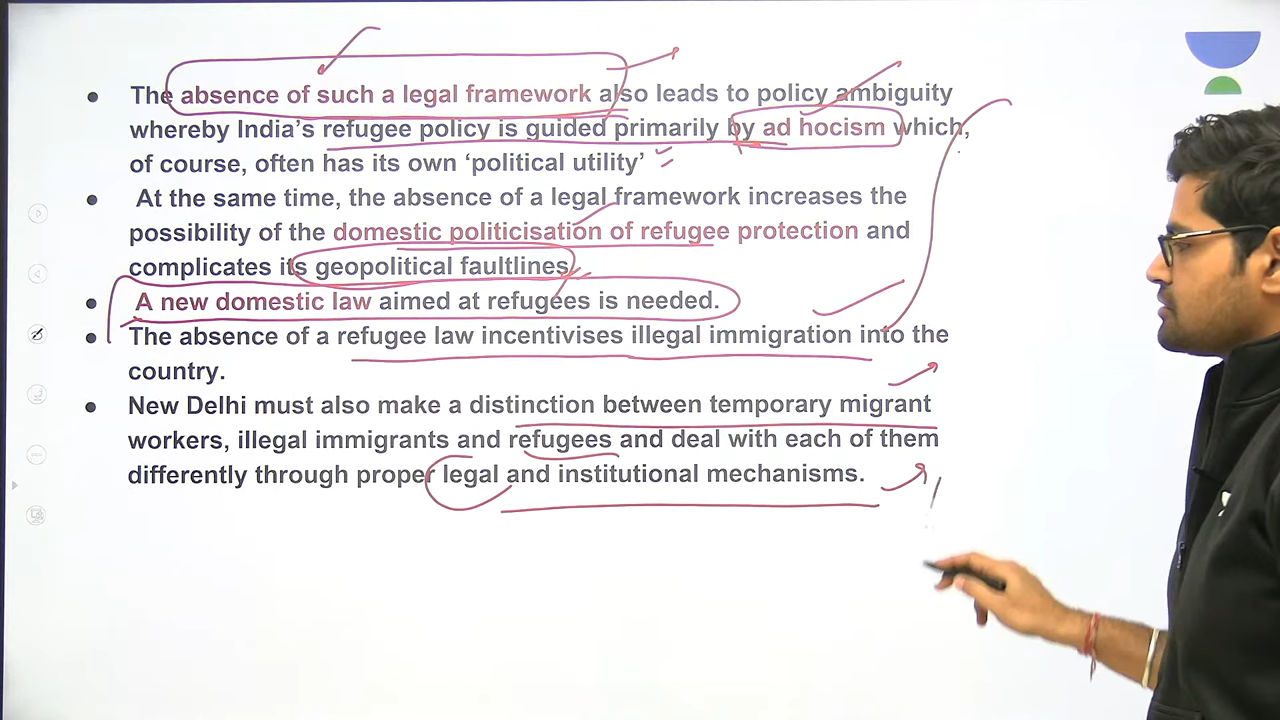 ● The absence of such a legal framework also leads to policy ambiguity
whereby India's refugee policy is guided primarily by ad hocism which,
of course, often has its own 'political utility'
● At the same time, the absence of a legal framework increases the
possibility of the domestic politicisation of refugee protection and
complicates its geopolitical faultlines.
● A new domestic law aimed at refugees is needed.
● The absence of a refugee law incentivises illegal immigration into the
country.
● New Delhi must also make a distinction between temporary migrant
workers, illegal immigrants and refugees and deal with each of them
differently through proper legal and institutional mechanisms.